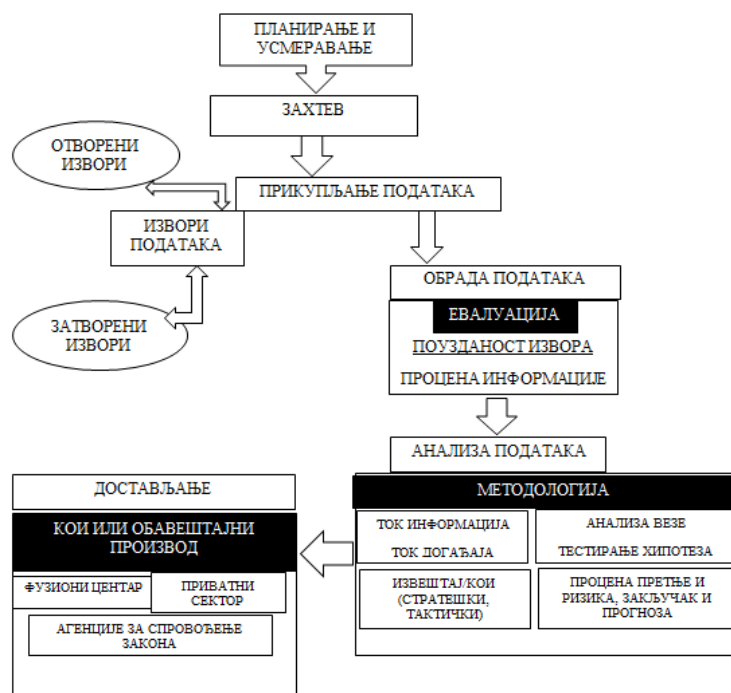 ПЛАНИРАЊЕ И
УСМЕРАВАЊЕ
ЗАХТЕВ
ОТВОРЕНИ
ИЗВОРИ
ПРИКУПЉАЊЕ ПОДАТАКА
ИЗВОРИ
ПОДАТАКА
ЗАТВОРЕНИ
ИЗВОРИ
ОБРАДА ПОДАТАКА
ЕВАЛУАЦИЈА
ПОУЗДАНОСТ ИЗВОРА
ПРОЦЕНА ИНФОРМАЦИЈЕ
АНАЛИЗА ПОДАТАКА
МЕТОДОЛОГИЈА
ТОК ИНФОРМАЦИЈА
ТОК ДОГАЂАЈА
АНАЛИЗА ВЕЗЕ
ТЕСТИРАЊЕ ХИПОТЕЗА
ИЗВЕШТАЈ/КОИ
(СТРАТЕШКИ,
ТАКТИЧКИ)
ПРОЦЕНА ПРЕТЊЕ И
РИЗИКА, ЗАКЉУЧАК И
ПРОГНОЗА
ДОСТАВЉАЊЕ
КОИ ИЛИ ОБАВЕШТАЈНИ
ПРОИЗВОД
ФУЗИОНИ ЦЕНТАР
ПРИВАТНИ
СЕКТОР
АГЕНЦИЈЕ ЗА СПРОВОЂЕЊЕ
ЗАКОНА